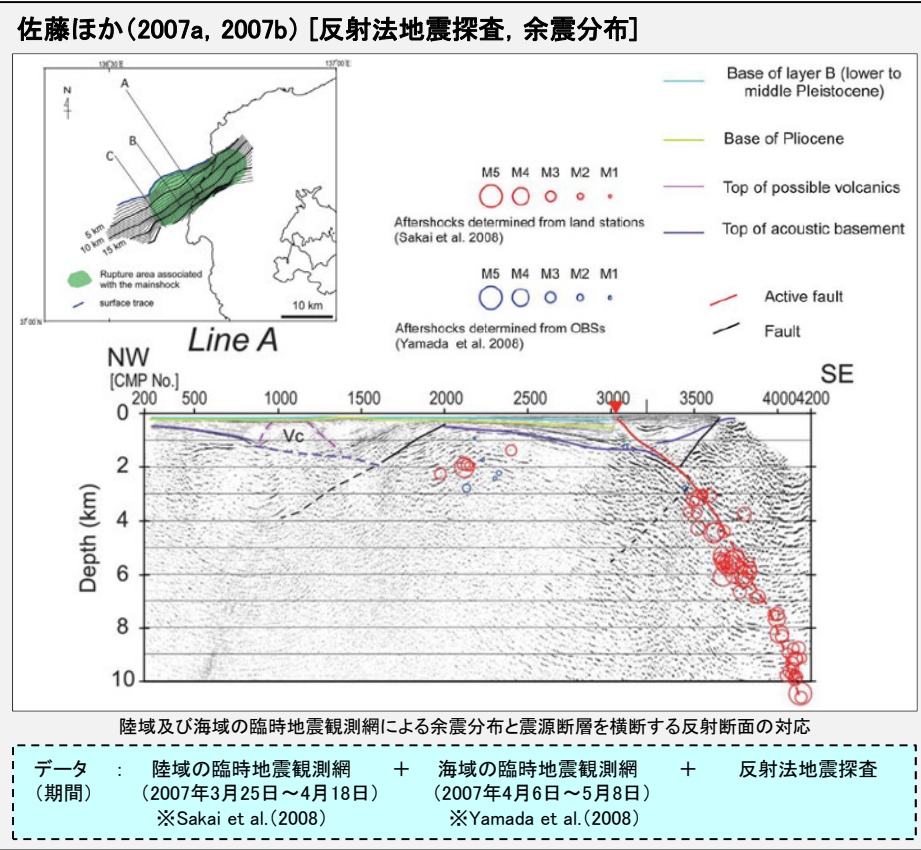 佐藤ほか(2007a, 2007b) [反射法地震探査, 余震分布]
136°30'E
137°00'E
A
N
4
B
C
5 km
10 km
15 km
Rupture area associated
with the mainshock
surface trace
10 km
37°00'N
M5 M4 M3 M2 M1
Aftershocks determined from land stations
(Sakai et al. 2008)
M5 M4 M3 M2 M1
Aftershocks determined from OBSs
(Yamada et al. 2008)
Base of layer B (lower to
middle Pleistocene)
Base of Pliocene
Top of possible volcanics
Top of acoustic basement
Active fault
Fault
Line A
NW
SE
[CMP No.]
200 500 1000 1500 2000 2500 3000 3500 4000 4200
Vc
0
2
4
6
8
10
Depth (km)
陸域及び海域の臨時地震観測網による余震分布と震源断層を横断する反射断面の対応
データ : 陸域の臨時地震観測網 + 海域の臨時地震観測網 + 反射法地震探査
(期間) (2007年3月25日~4月18日) (2007年4月6日~5月8日)
※Sakai et al.(2008) ※Yamada et al.(2008)